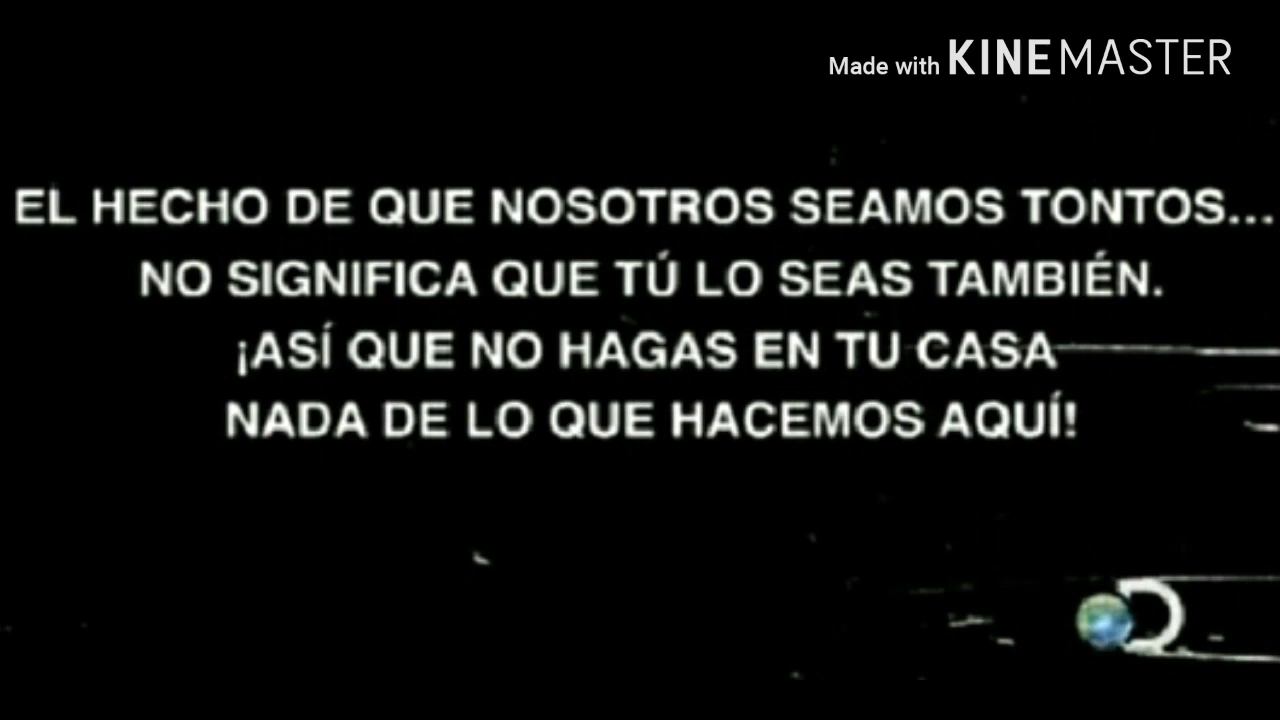 Made with KINEMASTER
EL HECHO DE QUE NOSOTROS SEAMOS TONTOS...
NO SIGNIFICA QUE TÚ LO SEAS TAMBIÉN.
¡ASÍ QUE NO HAGAS EN TU CASA
NADA DE LO QUE HACEMOS AQUÍ!